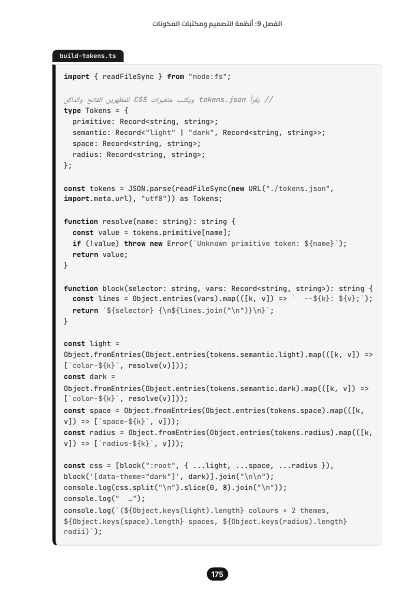 الفصل 9: أنظمة التصميم ومكتبات المكونات
build-tokens.ts
import { readFileSync } from "node:fs";
// يقرأ tokens.json ويكتب متغيرات CSS للمظهرين الفاتح والداكن
type Tokens = {
  primitive: Record<string, string>;
  semantic: Record<"light" | "dark", Record<string, string>>;
  space: Record<string, string>;
  radius: Record<string, string>;
};
const tokens = JSON.parse(readFileSync(new URL("./tokens.json",
import.meta.url), "utf8")) as Tokens;
function resolve(name: string): string {
  const value = tokens.primitive[name];
  if (!value) throw new Error(`Unknown primitive token: ${name}`);
  return value;
}
function block(selector: string, vars: Record<string, string>): string {
  const lines = Object.entries(vars).map(([k, v]) => `  --${k}: ${v};`);
  return `${selector} {\n${lines.join("\n")}\n}`;
}
const light =
Object.fromEntries(Object.entries(tokens.semantic.light).map(([k, v]) =>
[`color-${k}`, resolve(v)]));
const dark =
Object.fromEntries(Object.entries(tokens.semantic.dark).map(([k, v]) =>
[`color-${k}`, resolve(v)]));
const space = Object.fromEntries(Object.entries(tokens.space).map(([k,
v]) => [`space-${k}`, v]));
const radius = Object.fromEntries(Object.entries(tokens.radius).map(([k,
v]) => [`radius-${k}`, v]));
const css = [block(":root", { ...light, ...space, ...radius }),
block('[data-theme="dark"]', dark)].join("\n\n");
console.log(css.split("\n").slice(0, 8).join("\n"));
console.log("  …");
console.log(`(${Object.keys(light).length} colours × 2 themes,
${Object.keys(space).length} spaces, ${Object.keys(radius).length}
radii)`);
175